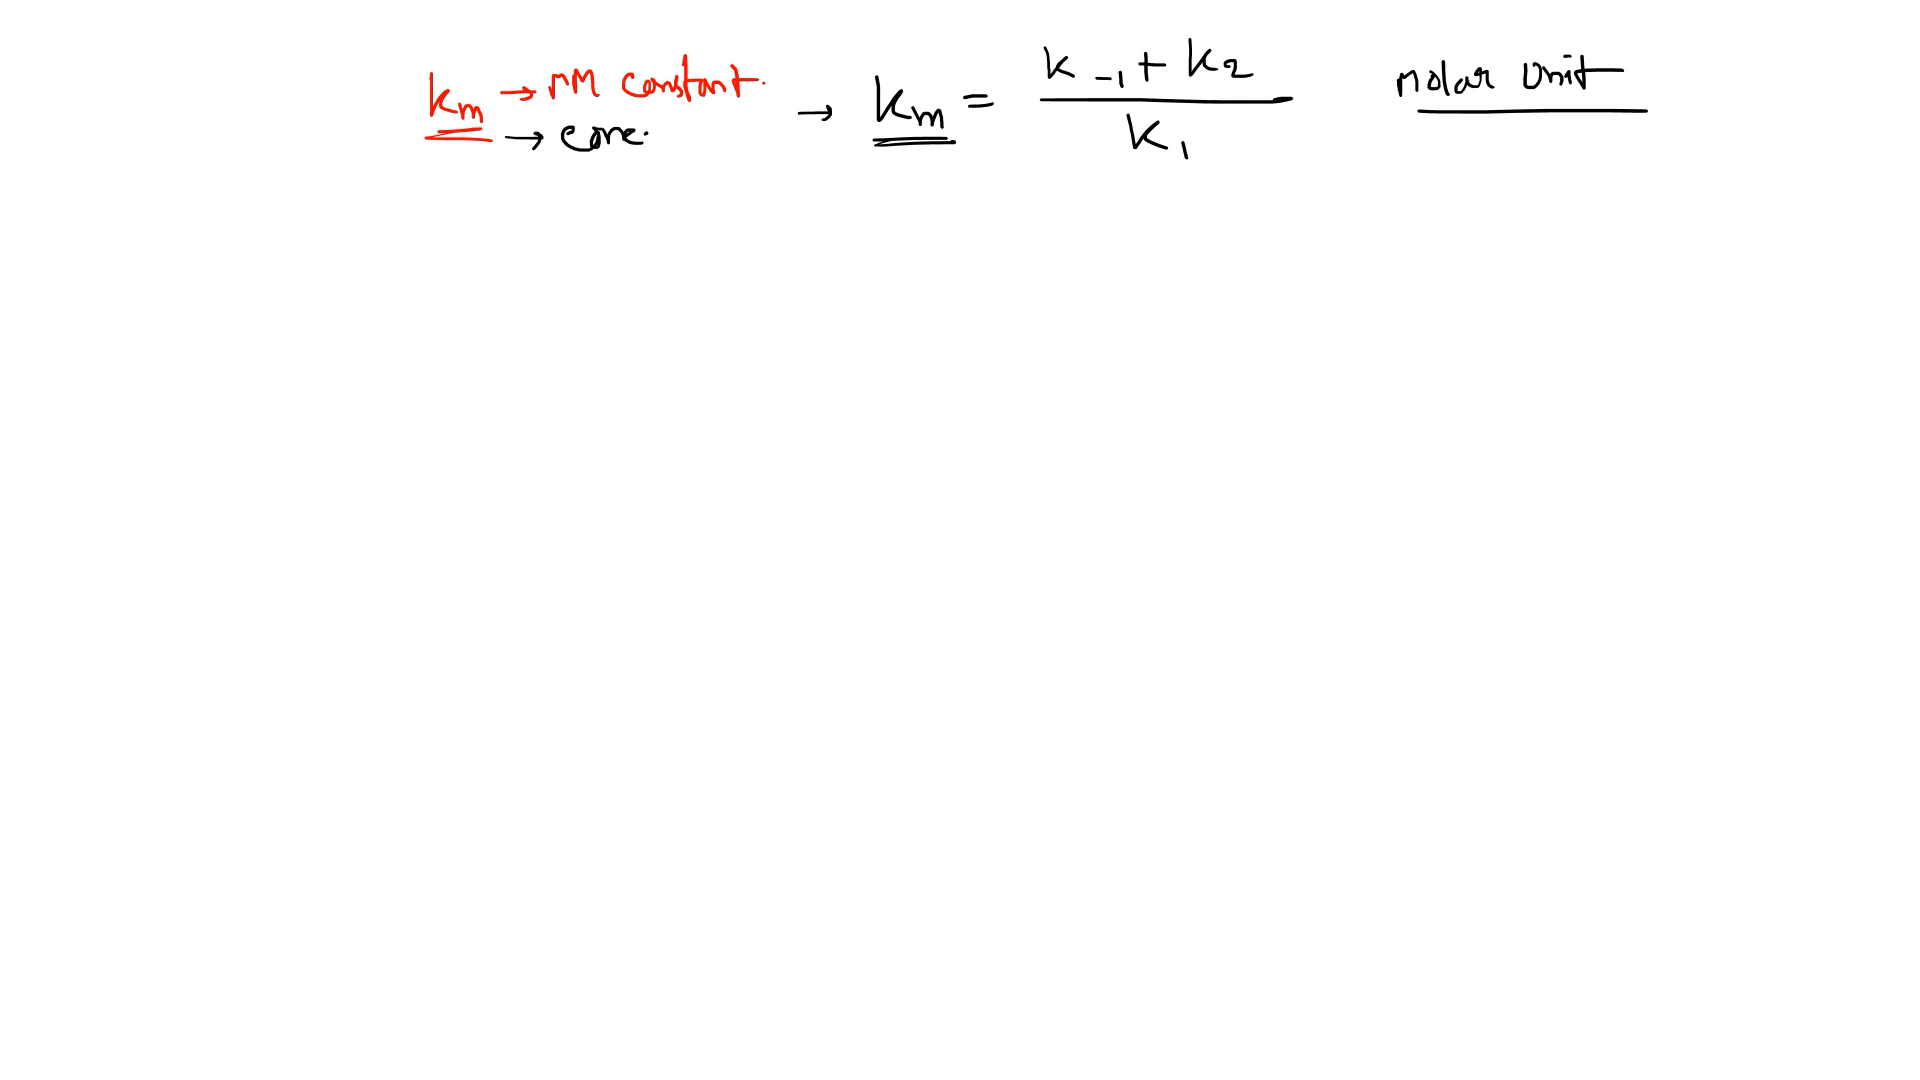 km → MM constant. → km = k-1 + k2 / k1 molar unit
→ conc.